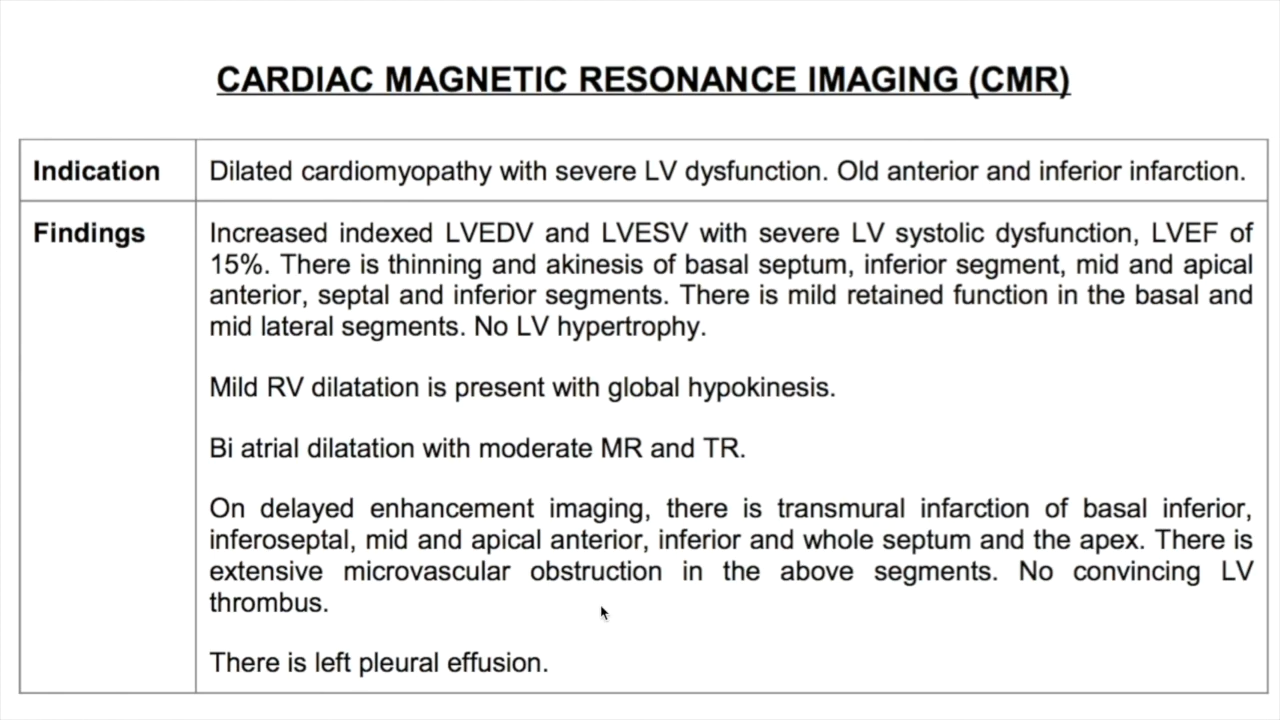 CARDIAC MAGNETIC RESONANCE IMAGING (CMR)
Indication
Dilated cardiomyopathy with severe LV dysfunction. Old anterior and inferior infarction.
Findings
Increased indexed LVEDV and LVESV with severe LV systolic dysfunction, LVEF of
15%. There is thinning and akinesis of basal septum, inferior segment, mid and apical
anterior, septal and inferior segments. There is mild retained function in the basal and
mid lateral segments. No LV hypertrophy.
Mild RV dilatation is present with global hypokinesis.
Bi atrial dilatation with moderate MR and TR.
On delayed enhancement imaging, there is transmural infarction of basal inferior,
inferoseptal, mid and apical anterior, inferior and whole septum and the apex. There is
extensive microvascular obstruction in the above segments. No convincing LV
thrombus.
There is left pleural effusion.